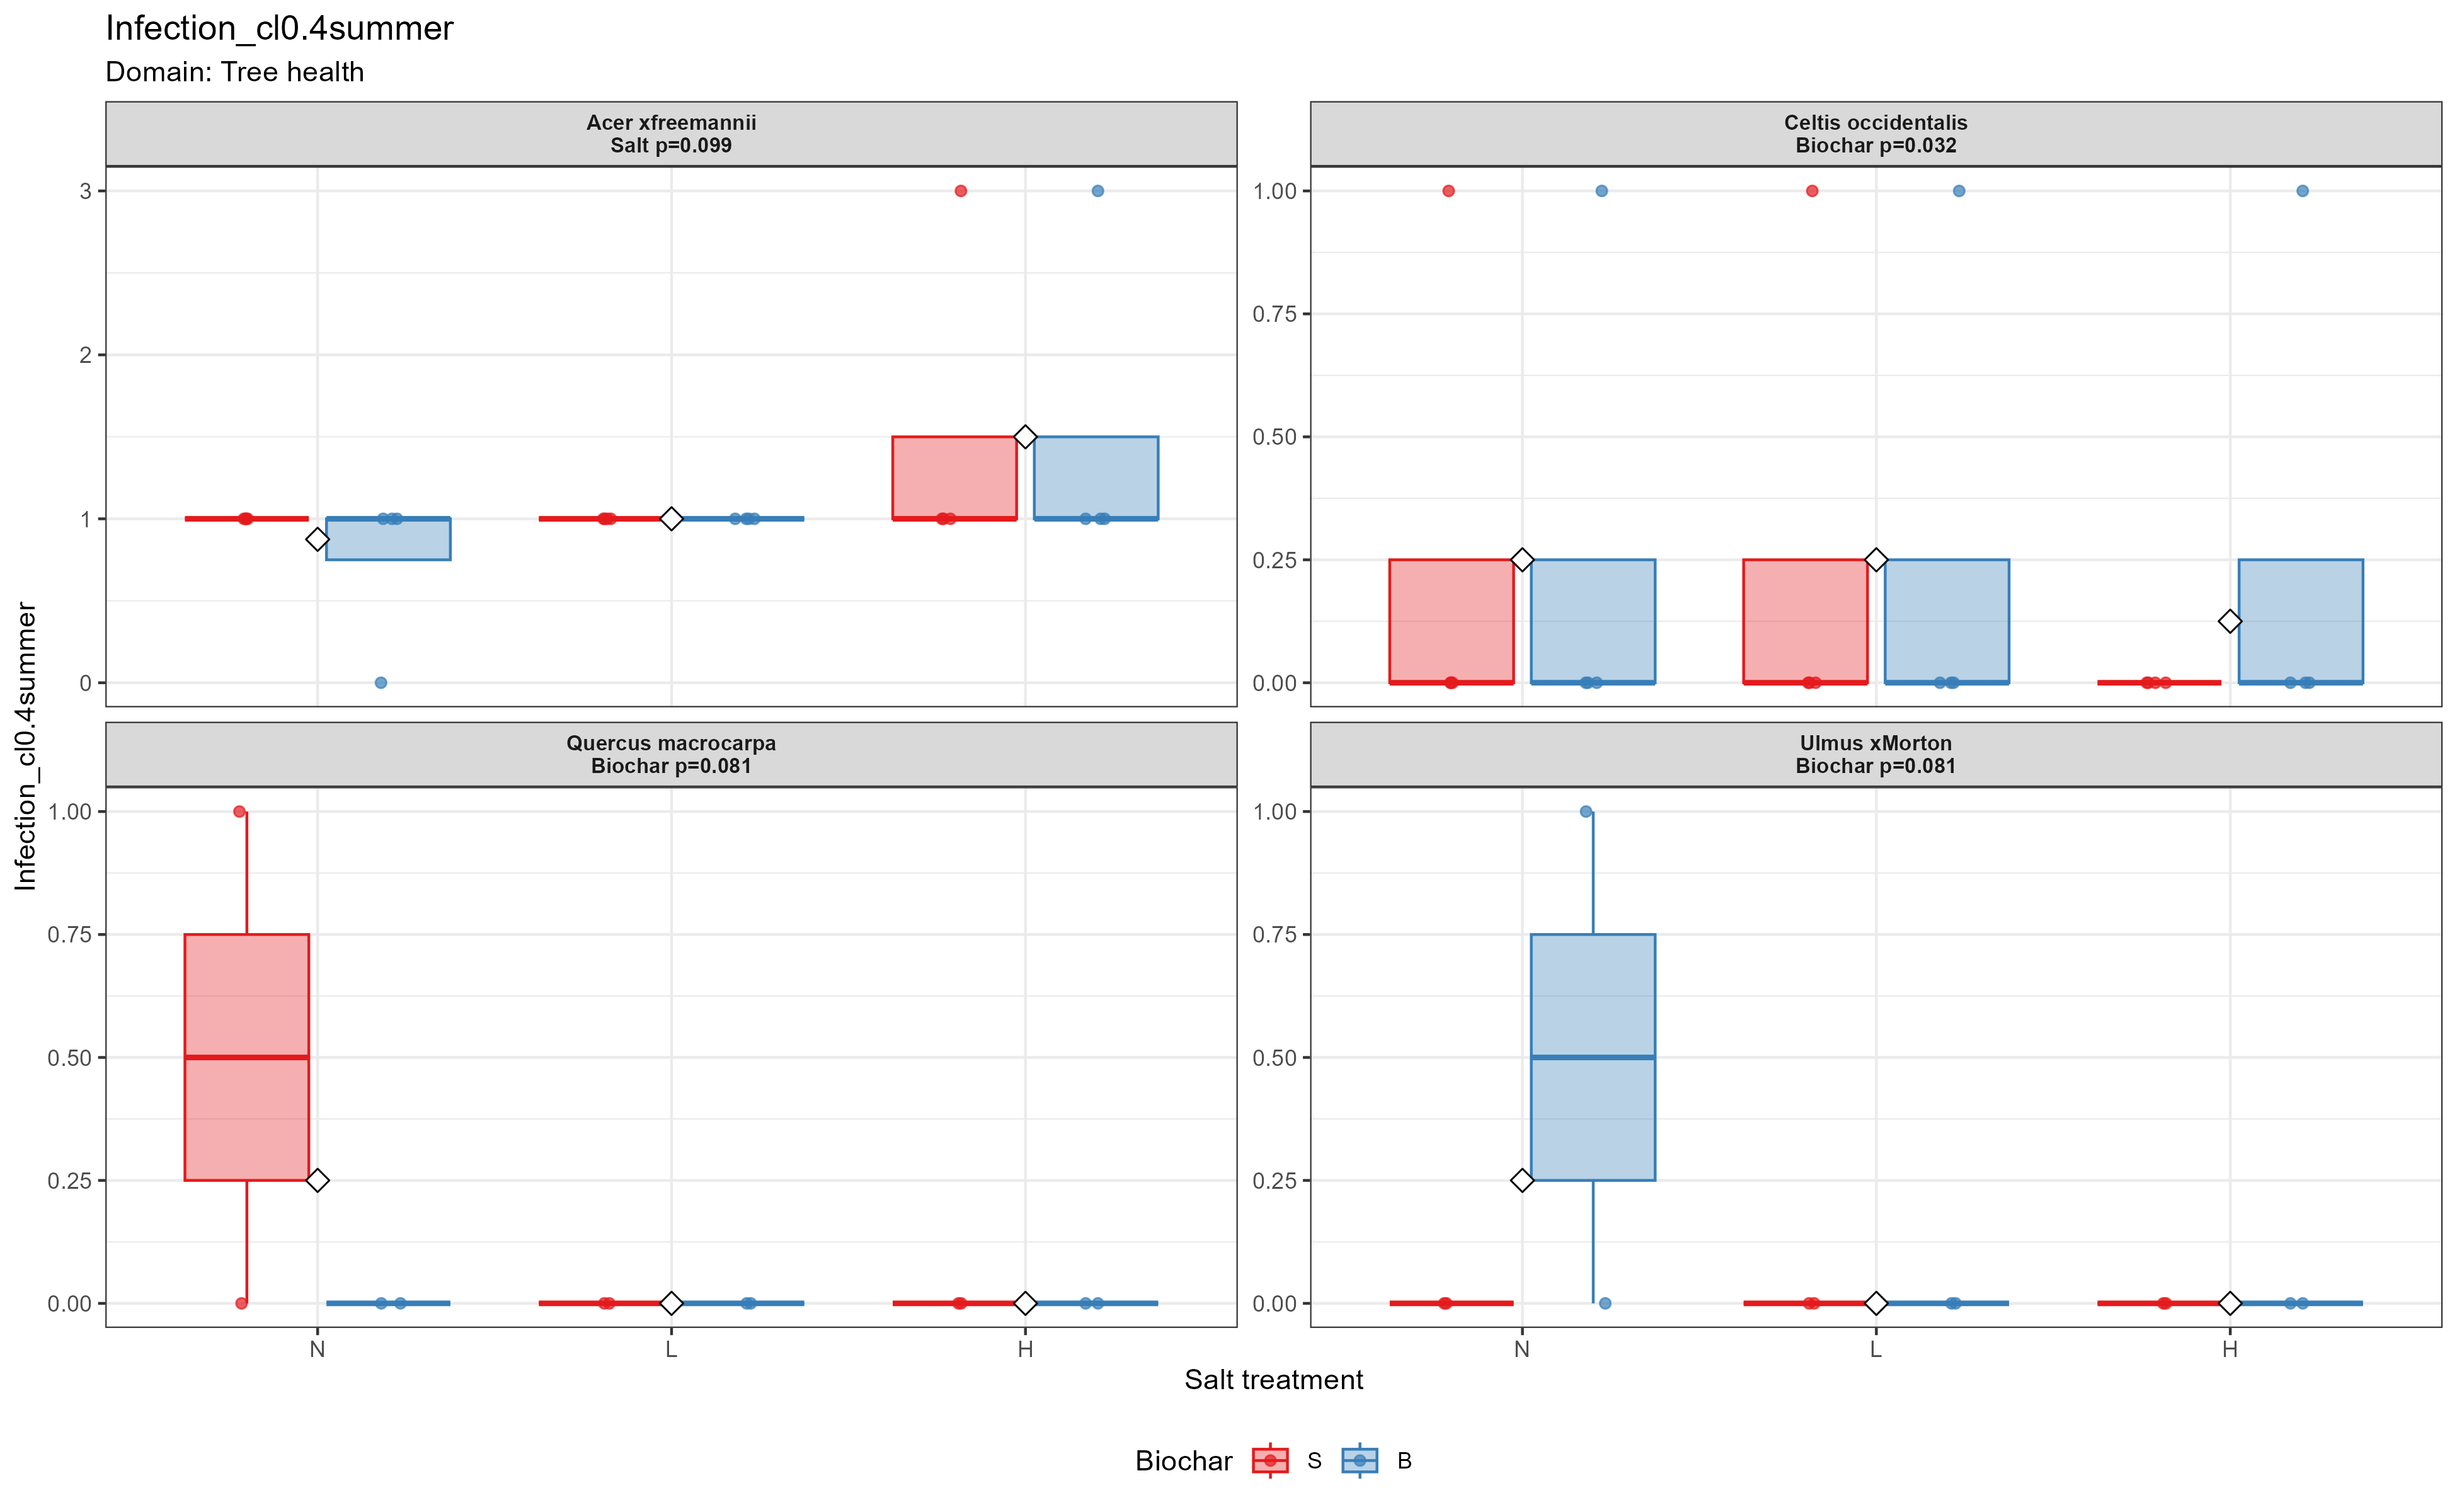 Infection_cl0.4summer
Domain: Tree health
Acer xfreemannii
Salt p=0.099
Celtis occidentalis
Biochar p=0.032
3
2
1
0
1.00
0.75
0.50
0.25
0.00
Quercus macrocarpa
Biochar p=0.081
Ulmus xMorton
Biochar p=0.081
1.00
0.75
0.50
0.25
0.00
1.00
0.75
0.50
0.25
0.00
Infection_cl0.4summer
N
L
H
N
L
H
Salt treatment
Biochar
S
B